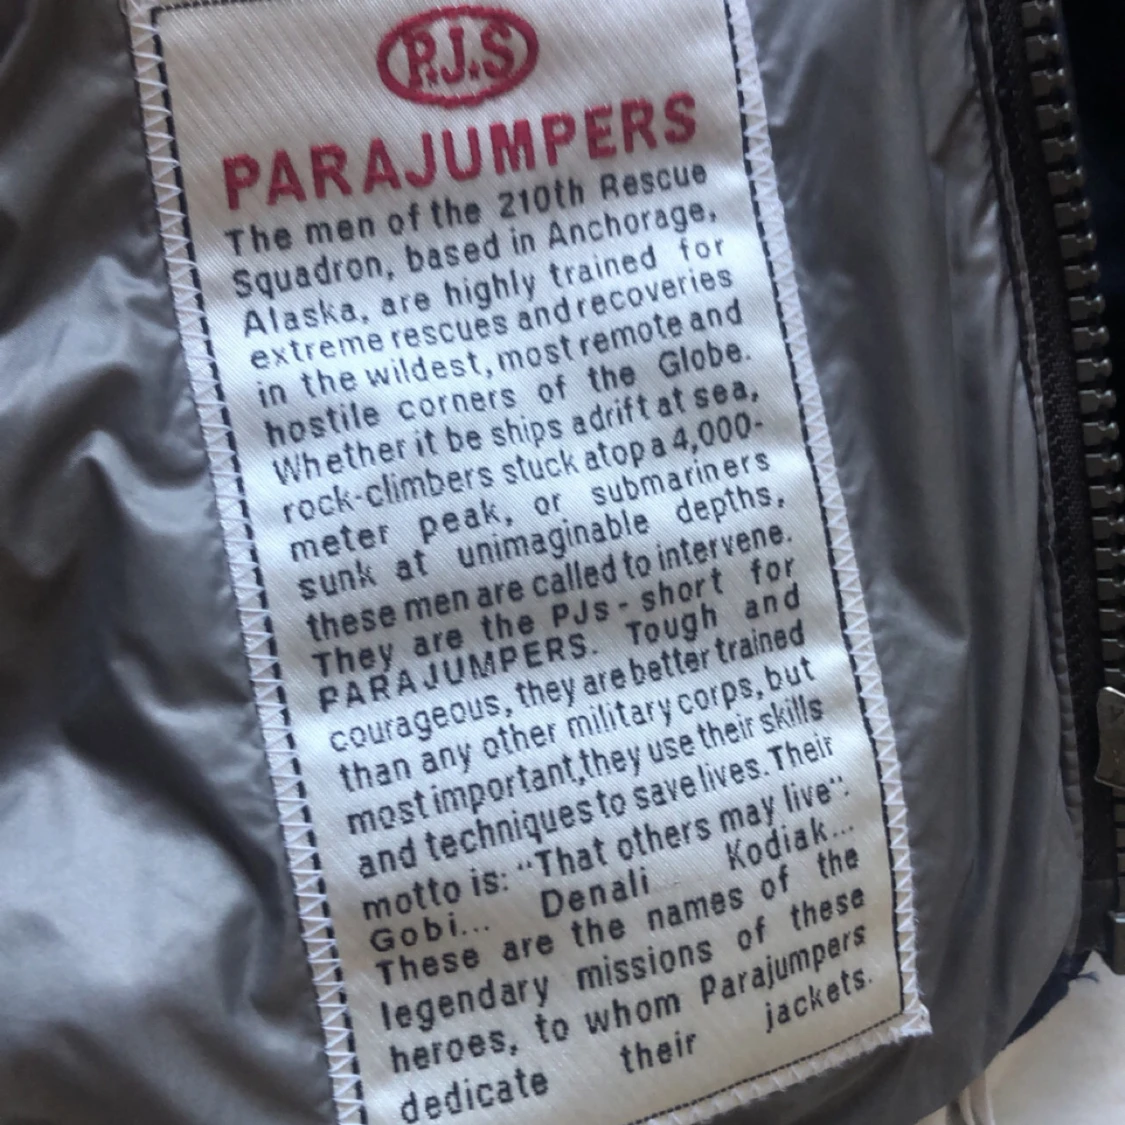 P.J.S
PARAJUMPERS
The men of the 210th Rescue
Squadron, based in Anchorage,
Alaska, are highly trained for
extreme rescues and recoveries
in the wildest, most remote and
hostile corners of the Globe.
Whether it be ships adrift at sea,
rock-climbers stuck atop a 4,000-
meter peak, or submariners
sunk at unimaginable depths,
these men are called to intervene.
They are the PJs - short for
PARAJUMPERS. Tough and
courageous, they are better trained
than any other military corps, but
most important, they use their skills
and techniques to save lives. Their
motto is: "That others may live".
Gobi... Denali Kodiak...
These are the names of the
legendary missions of these
heroes, to whom Parajumpers
dedicate their jackets.